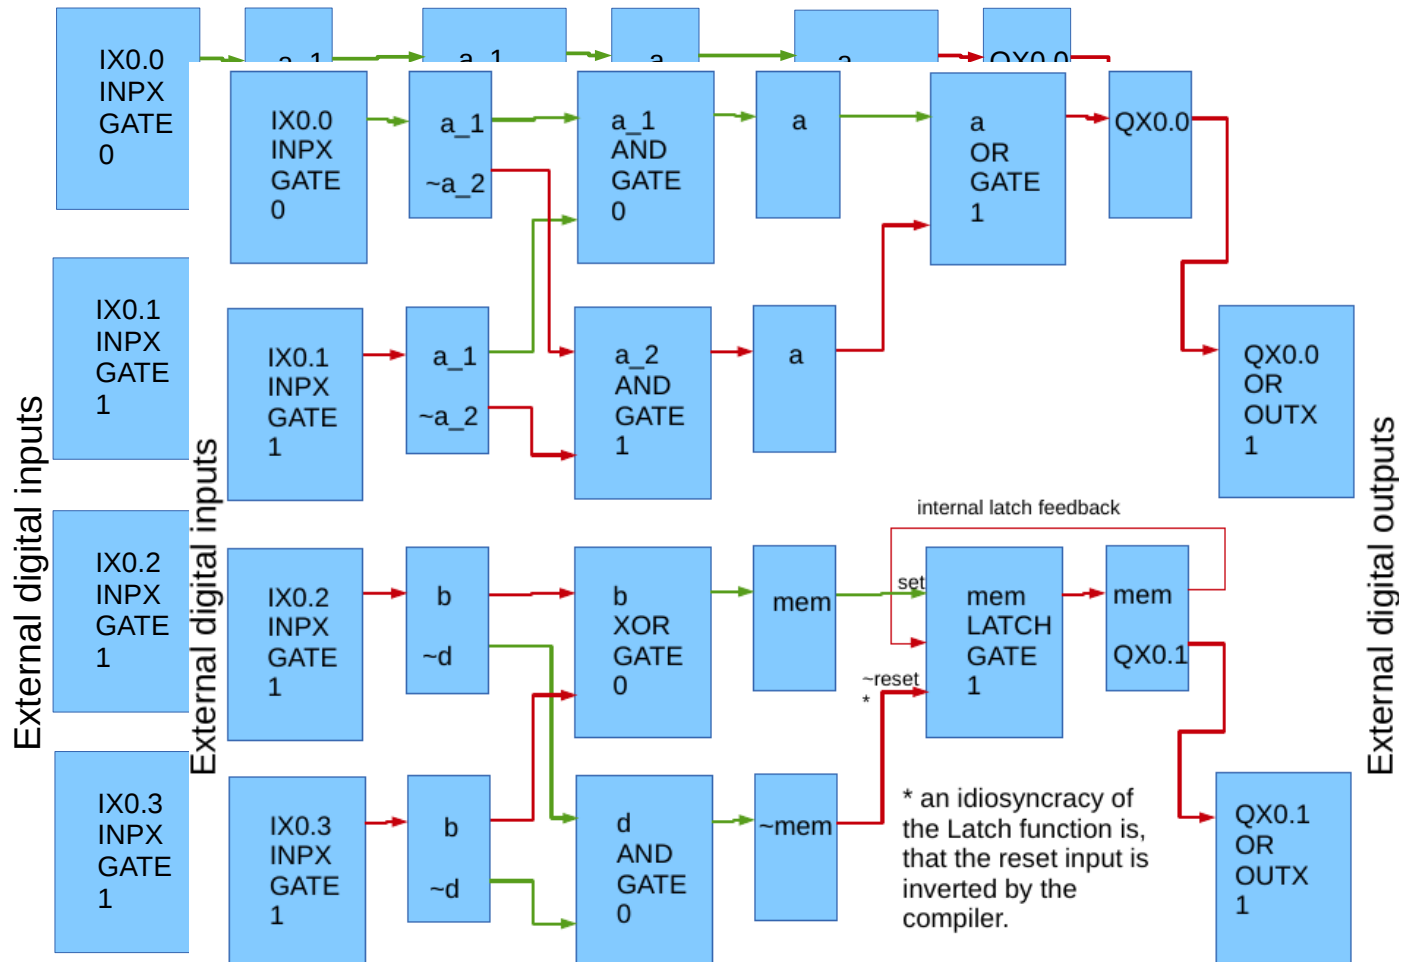 IX0.0
INPX
GATE
0
a_1
a_1
a
a
QX0.0
IX0.1
INPX
GATE
1
IX0.2
INPX
GATE
1
IX0.3
INPX
GATE
1
External digital inputs
External digital inputs
IX0.0
INPX
GATE
0
a_1
~a_2
a_1
AND
GATE
0
a
a
OR
GATE
1
QX0.0
IX0.1
INPX
GATE
1
a_1
~a_2
a_2
AND
GATE
1
a
QX0.0
OR
OUTX
1
internal latch feedback
IX0.2
INPX
GATE
1
b
~d
b
XOR
GATE
0
mem
set
~reset
*
mem
LATCH
GATE
1
mem
QX0.1
IX0.3
INPX
GATE
1
b
~d
d
AND
GATE
0
~mem
* an idiosyncracy of
the Latch function is,
that the reset input is
inverted by the
compiler.
QX0.1
OR
OUTX
1
External digital outputs